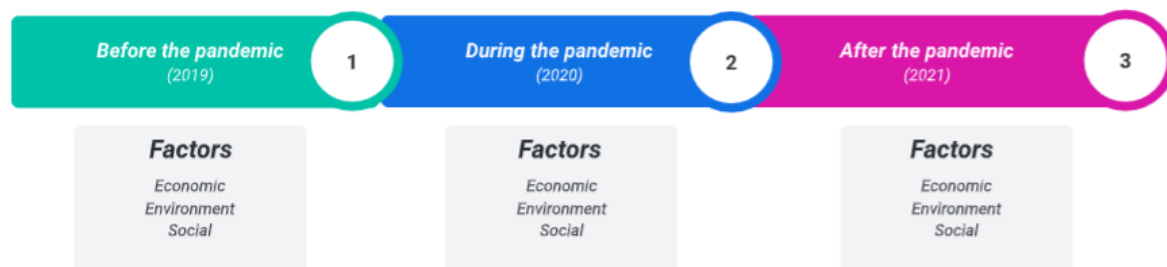 Before the pandemic
(2019)
1
During the pandemic
(2020)
2
After the pandemic
(2021)
3
Factors
Economic
Environment
Social
Factors
Economic
Environment
Social
Factors
Economic
Environment
Social